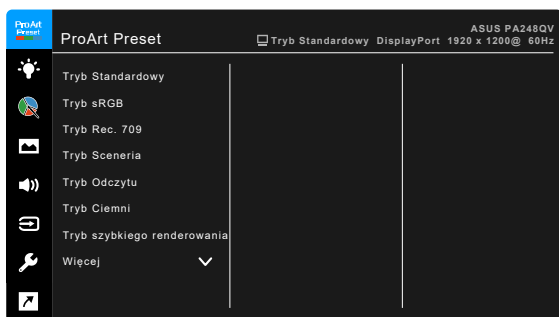 ProArt
Preset
ProArt Preset
ASUS PA248QV
Tryb Standardowy DisplayPort 1920 x 1200@ 60Hz
Tryb Standardowy
Tryb sRGB
Tryb Rec. 709
Tryb Sceneria
Tryb Odczytu
Tryb Ciemni
Tryb szybkiego renderowania
Więcej